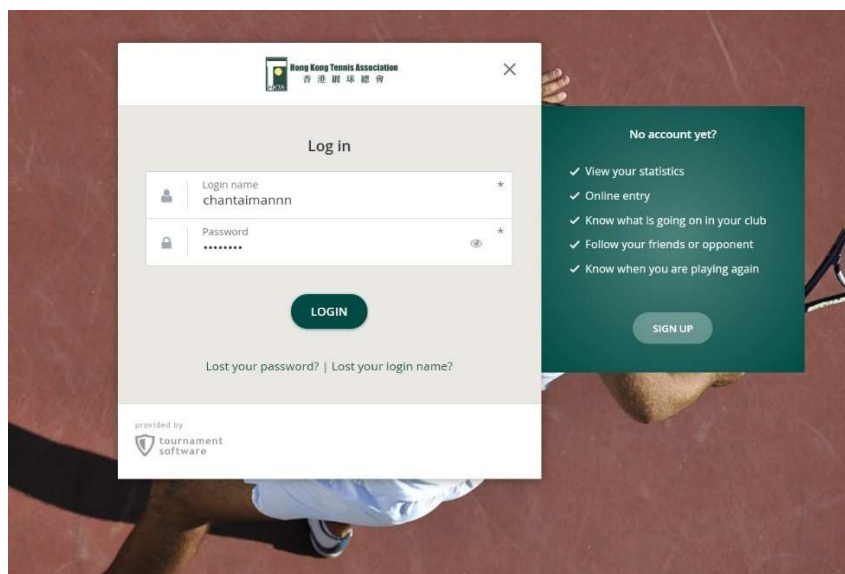 HKTA
Hong Kong Tennis Association
香港網球總會
Log in
Login name
*
chantaimannn
Password
*
••••••••
LOGIN
Lost your password? | Lost your login name?
provided by
tournament
software
No account yet?
View your statistics
Online entry
Know what is going on in your club
Follow your friends or opponent
Know when you are playing again
SIGN UP